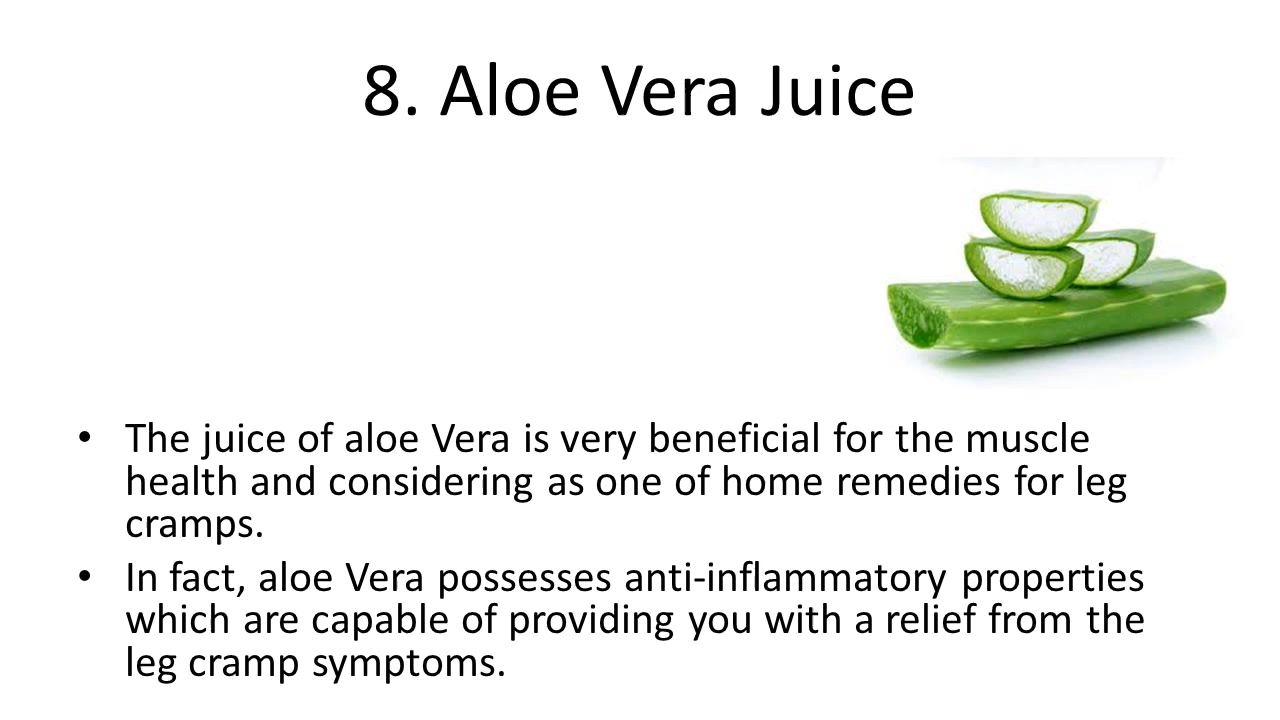 8. Aloe Vera Juice
• The juice of aloe Vera is very beneficial for the muscle
health and considering as one of home remedies for leg
cramps.
• In fact, aloe Vera possesses anti-inflammatory properties
which are capable of providing you with a relief from the
leg cramp symptoms.